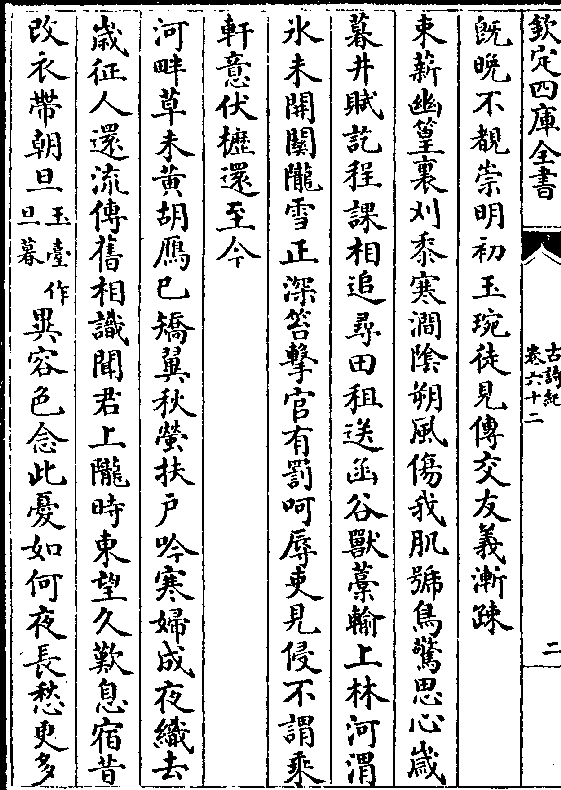 欽定四庫全書
古詩紀
卷六十二
二
既晚不覩崇明初玉琬徒見傳交友義漸疎
束薪幽篁裏刈黍寒澗陰朔風傷我肌號鳥驚思心歳
暮井賦訖程課相追尋田租送函谷獸藁輸上林河渭
氷未開關隴雪正深笞擊官有罰呵辱吏見侵不謂乘
軒意伏櫪還至今
河畔草未黄胡鴈已矯翼秋蛩扶户吟寒婦成夜織去
歳征人還流傳舊相識聞君上隴時東望久歎息宿昔
改衣帶朝旦玉臺作旦暮異容色念此憂如何夜長愁更多